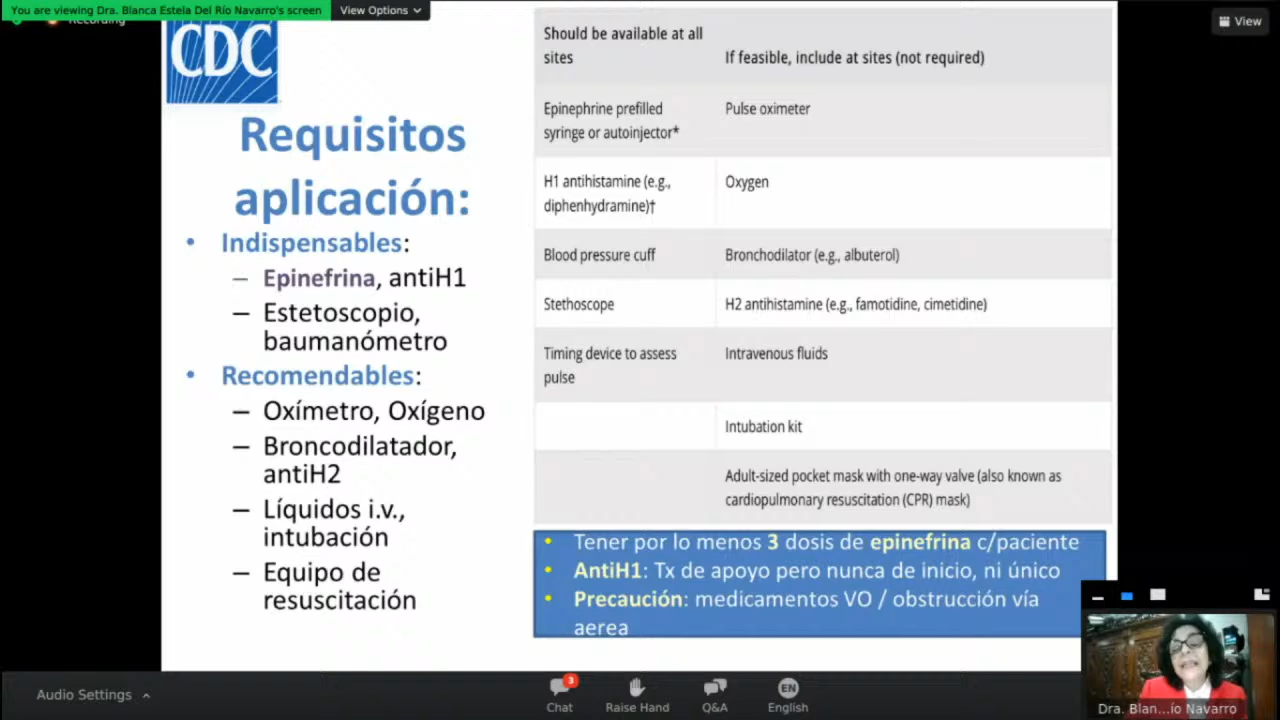 You are viewing Dra. Blanca Estela Del Río Navarro's screen
View Options
Recording
View
CDC
Requisitos
aplicación:
• Indispensables:
– Epinefrina, antiH1
– Estetoscopio,
baumanómetro
• Recomendables:
– Oxímetro, Oxígeno
– Broncodilatador,
antiH2
– Líquidos i.v.,
intubación
– Equipo de
resuscitación
Should be available at all
sites
If feasible, include at sites (not required)
Epinephrine prefilled
syringe or autoinjector*
Pulse oximeter
H1 antihistamine (e.g.,
diphenhydramine)†
Oxygen
Blood pressure cuff
Bronchodilator (e.g., albuterol)
Stethoscope
H2 antihistamine (e.g., famotidine, cimetidine)
Timing device to assess
pulse
Intravenous fluids
Intubation kit
Adult-sized pocket mask with one-way valve (also known as
cardiopulmonary resuscitation (CPR) mask)
• Tener por lo menos 3 dosis de epinefrina c/paciente
• AntiH1: Tx de apoyo pero nunca de inicio, ni único
• Precaución: medicamentos VO / obstrucción vía
aerea
Dra. Blan...ío Navarro
Audio Settings
3
Chat
Raise Hand
Q&A
EN
English